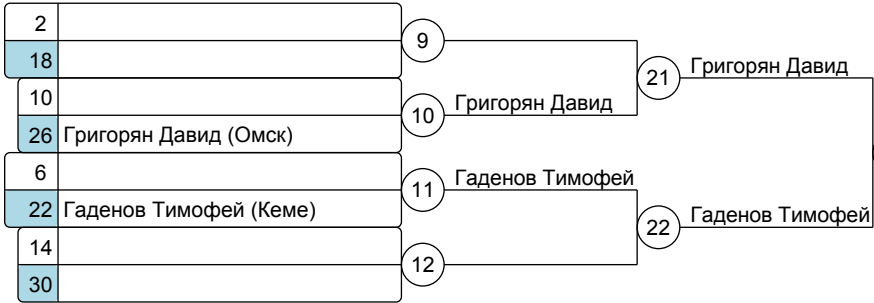 2
9
18
Григорян Давид
21
10
Григорян Давид
10
26 Григорян Давид (Омск)
6
Гаденов Тимофей
11
22 Гаденов Тимофей (Кеме)
Гаденов Тимофей
22
14
12
30